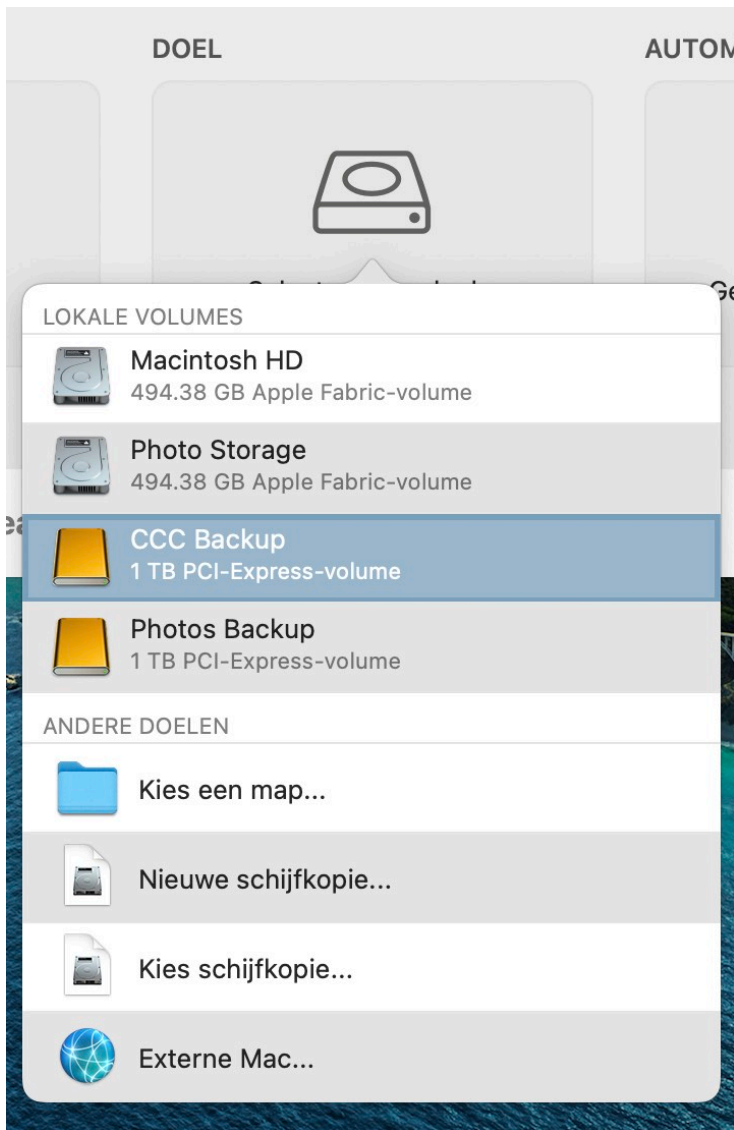 DOEL
LOKALE VOLUMES
Macintosh HD
494.38 GB Apple Fabric-volume
Photo Storage
494.38 GB Apple Fabric-volume
CCC Backup
1 TB PCI-Express-volume
Photos Backup
1 TB PCI-Express-volume
ANDERE DOELEN
Kies een map...
Nieuwe schijfkopie...
Kies schijfkopie...
Externe Mac...